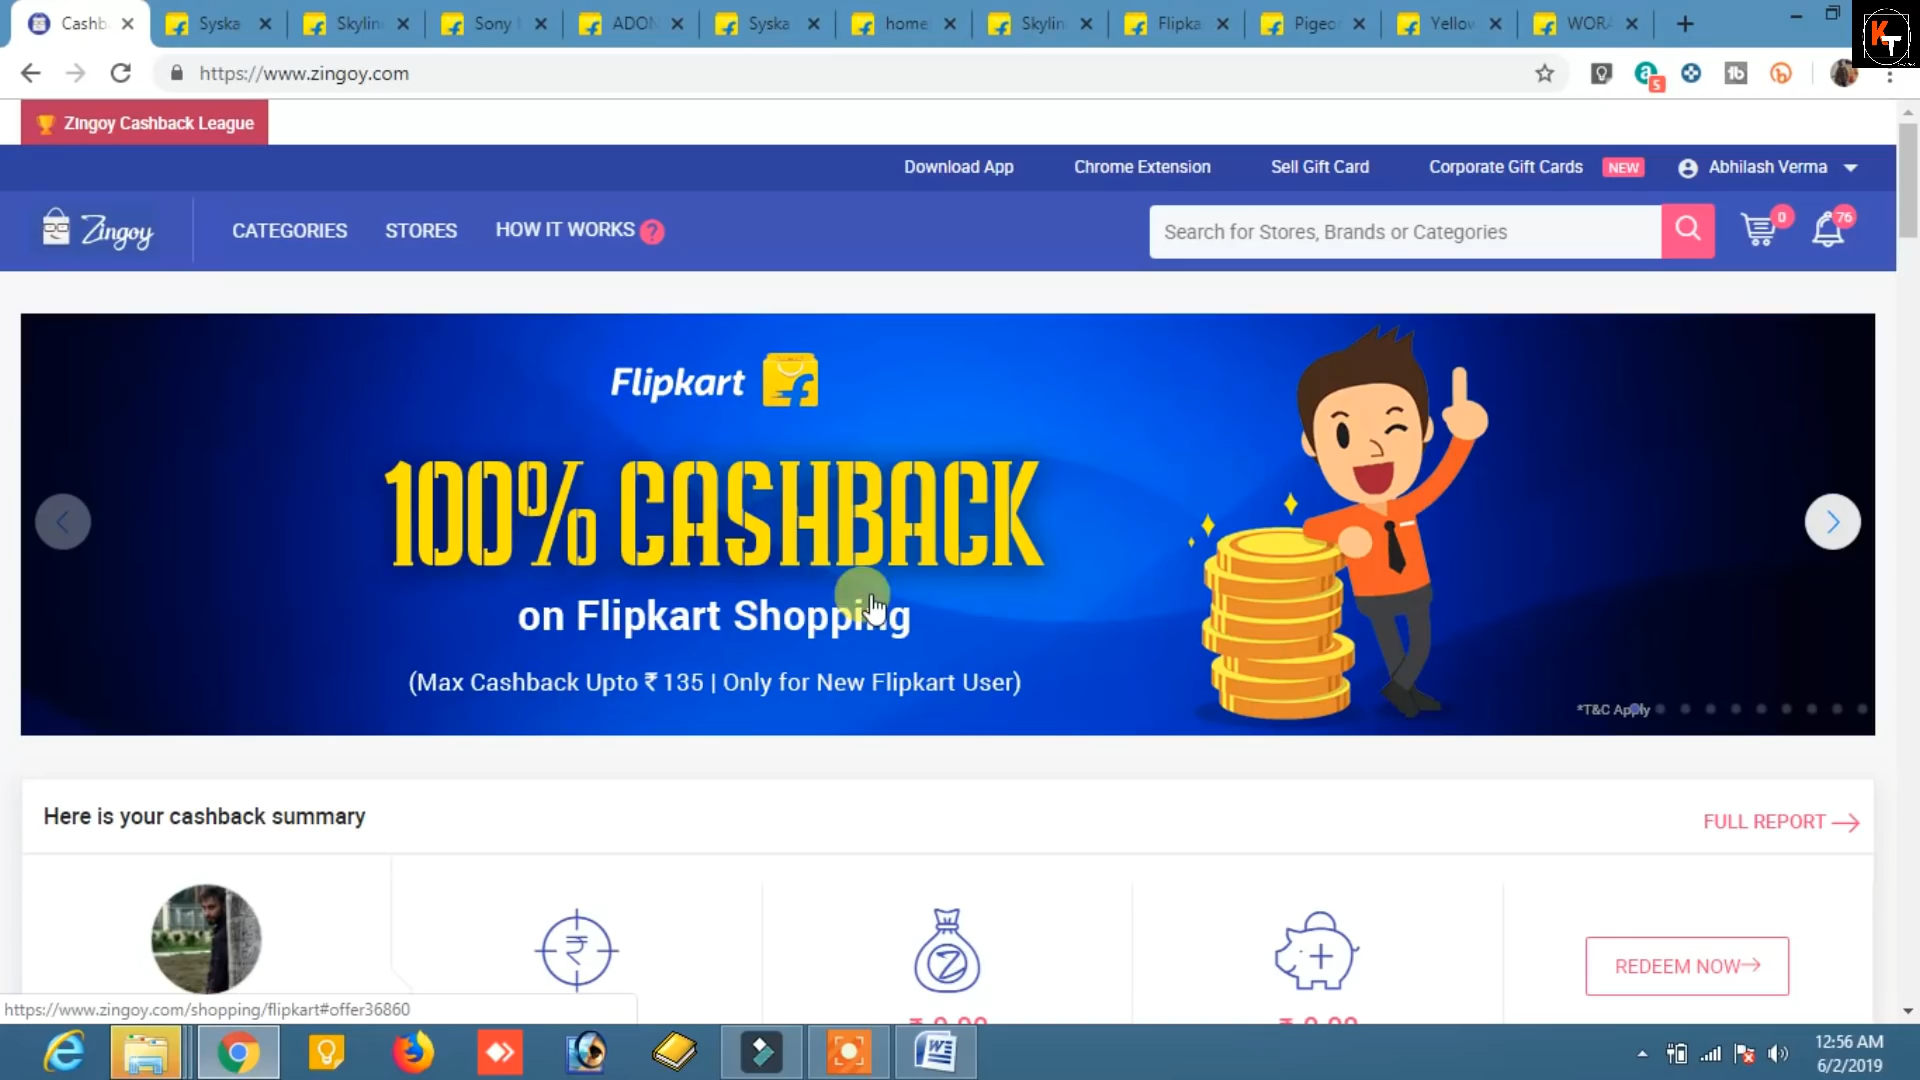 Cashb
Syska
Skylin
Sony
ADON
Syska
home
Skylin
Flipka
Pigeo
Yellow
WORA
KT
https://www.zingoy.com
5
Zingoy Cashback League
Download App
Chrome Extension
Sell Gift Card
Corporate Gift Cards NEW
Abhilash Verma
Zingoy
CATEGORIES
STORES
HOW IT WORKS ?
Search for Stores, Brands or Categories
0
76
Flipkart
100% CASHBACK
on Flipkart Shopping
(Max Cashback Upto ₹ 135 | Only for New Flipkart User)
*T&C Apply
Here is your cashback summary
FULL REPORT
REDEEM NOW
https://www.zingoy.com/shopping/flipkart#offer36860
12:56 AM
6/2/2019